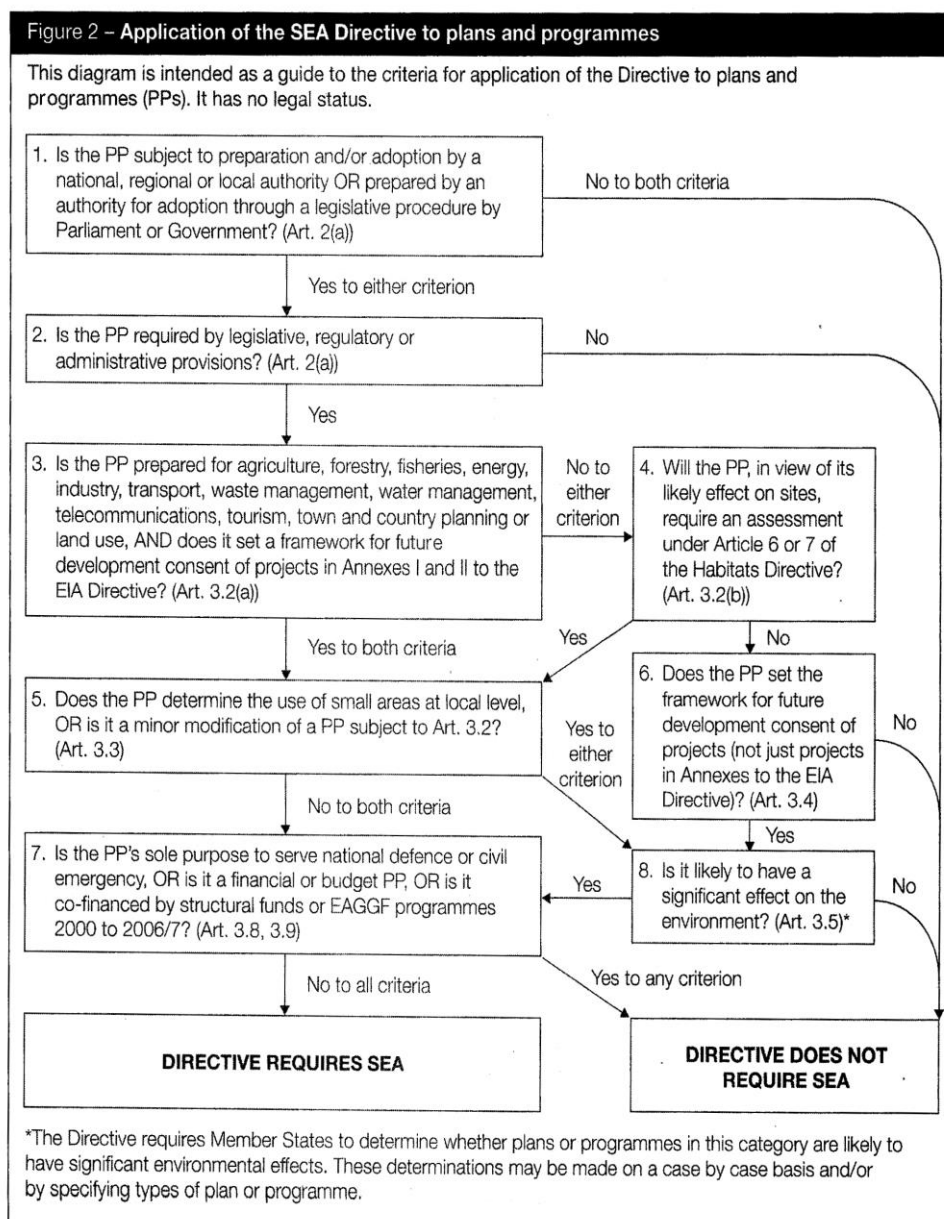 Figure 2 – Application of the SEA Directive to plans and programmes
This diagram is intended as a guide to the criteria for application of the Directive to plans and
programmes (PPs). It has no legal status.
1. Is the PP subject to preparation and/or adoption by a
national, regional or local authority OR prepared by an
authority for adoption through a legislative procedure by
Parliament or Government? (Art. 2(a))
No to both criteria
Yes to either criterion
2. Is the PP required by legislative, regulatory or
administrative provisions? (Art. 2(a))
No
Yes
3. Is the PP prepared for agriculture, forestry, fisheries, energy,
industry, transport, waste management, water management,
telecommunications, tourism, town and country planning or
land use, AND does it set a framework for future
development consent of projects in Annexes I and II to the
EIA Directive? (Art. 3.2(a))
No to
either
criterion
4. Will the PP, in view of its
likely effect on sites,
require an assessment
under Article 6 or 7 of
the Habitats Directive?
(Art. 3.2(b))
Yes to both criteria
Yes
No
5. Does the PP determine the use of small areas at local level,
OR is it a minor modification of a PP subject to Art. 3.2?
(Art. 3.3)
Yes to
either
criterion
6. Does the PP set the
framework for future
development consent of
projects (not just projects
in Annexes to the EIA
Directive)? (Art. 3.4)
No
No to both criteria
Yes
7. Is the PP's sole purpose to serve national defence or civil
emergency, OR is it a financial or budget PP, OR is it
co-financed by structural funds or EAGGF programmes
2000 to 2006/7? (Art. 3.8, 3.9)
Yes
8. Is it likely to have a
significant effect on the
environment? (Art. 3.5)*
No
No to all criteria
Yes to any criterion
DIRECTIVE REQUIRES SEA
DIRECTIVE DOES NOT
REQUIRE SEA
*The Directive requires Member States to determine whether plans or programmes in this category are likely to
have significant environmental effects. These determinations may be made on a case by case basis and/or
by specifying types of plan or programme.